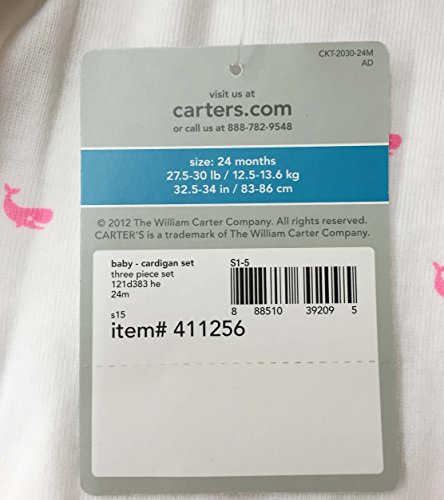 CKT-2030-24M
AD
visit us at
carters.com
or call us at 888-782-9548
size: 24 months
27.5-30 lb / 12.5-13.6 kg
32.5-34 in / 83-86 cm
© 2012 The William Carter Company. All rights reserved.
CARTER'S is a trademark of The William Carter Company.
baby - cardigan set
three piece set
121d383 he
24m
S1-5
8 88510 39209 5
s15
item# 411256